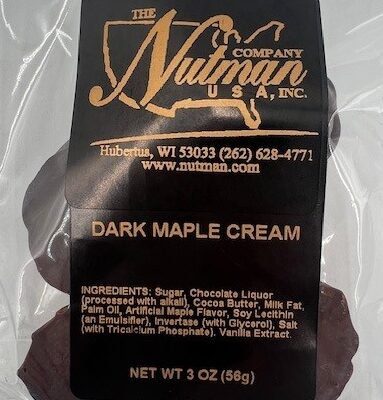 THE
Nutman
COMPANY
USA, INC.
Hubertus, WI 53033 (262) 628-4771
www.nutman.com
DARK MAPLE CREAM
INGREDIENTS: Sugar, Chocolate Liquor
(processed with alkali), Cocoa Butter, Milk Fat,
Palm Oil, Artificial Maple Flavor, Soy Lecithin
(an Emulsifier), Invertase (with Glycerol), Salt
(with Tricalcium Phosphate). Vanilla Extract.
NET WT 3 OZ (56g)